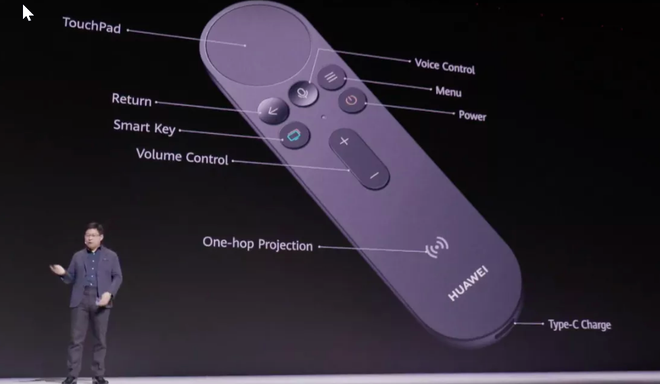 TouchPad
Voice Control
Menu
Return
Power
Smart Key
Volume Control
One-hop Projection
HUAWEI
Type-C Charge